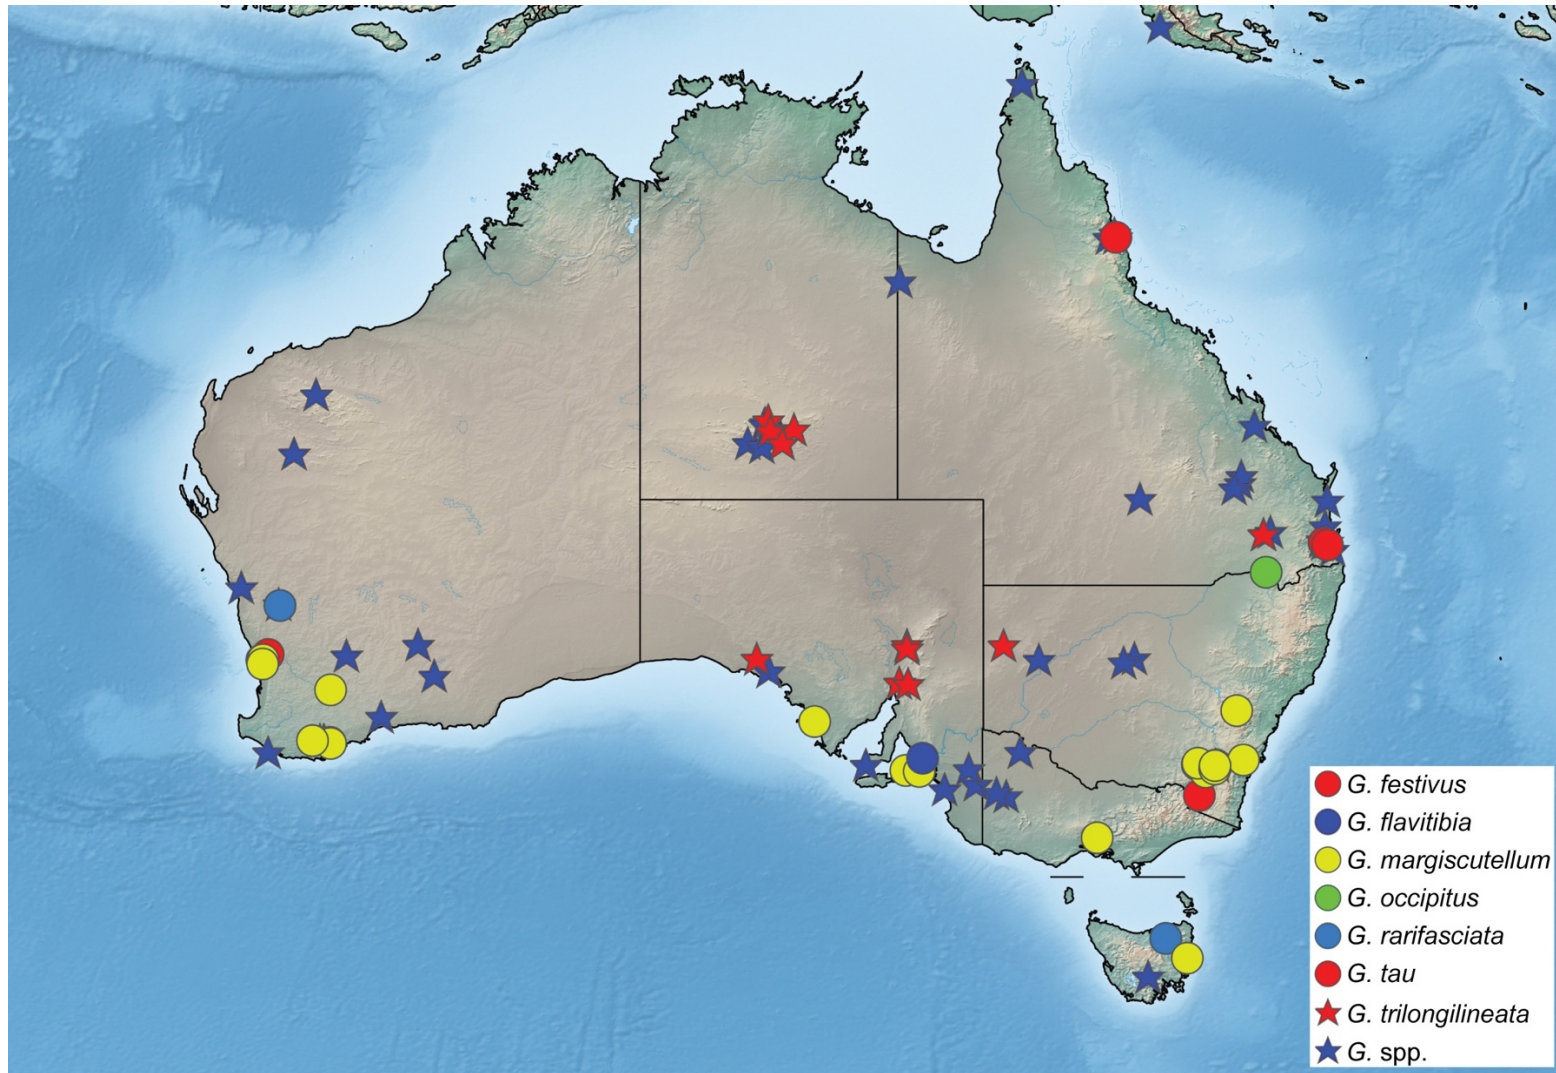 G. festivus
G. flavitibia
G. margiscutellum
G. occipitus
G. rarifasciata
G. tau
G. trilongilineata
G. spp.